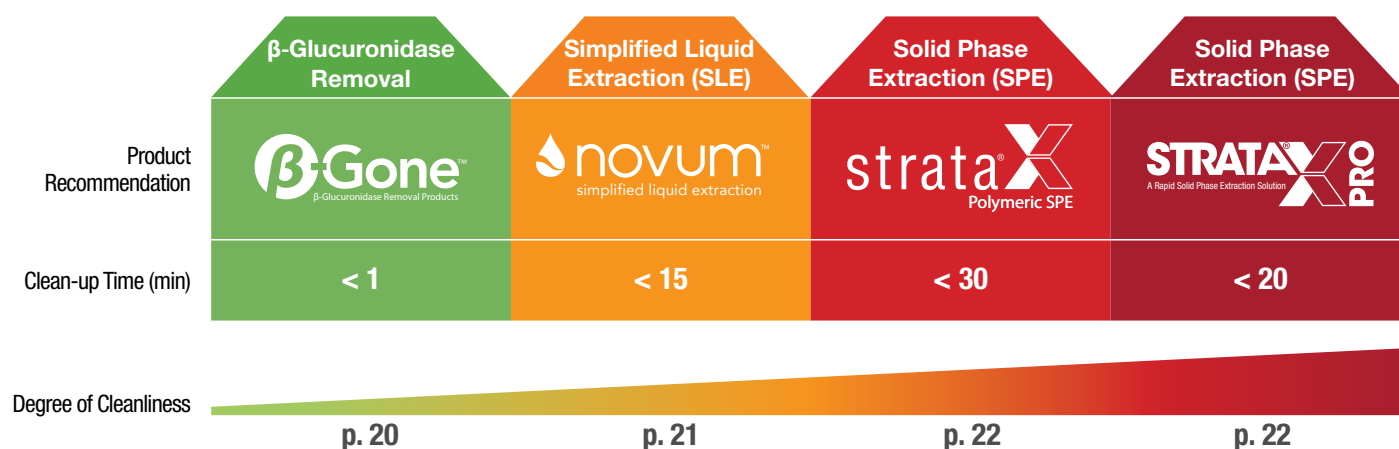 β-Glucuronidase
Removal
Simplified Liquid
Extraction (SLE)
Solid Phase
Extraction (SPE)
Solid Phase
Extraction (SPE)
Product
Recommendation
β-Gone™
β-Glucuronidase Removal Products
novum™
simplified liquid extraction
strata® X
Polymeric SPE
STRATA® X PRO
A Rapid Solid Phase Extraction Solution
Clean-up Time (min)
< 1
< 15
< 30
< 20
Degree of Cleanliness
p. 20
p. 21
p. 22
p. 22